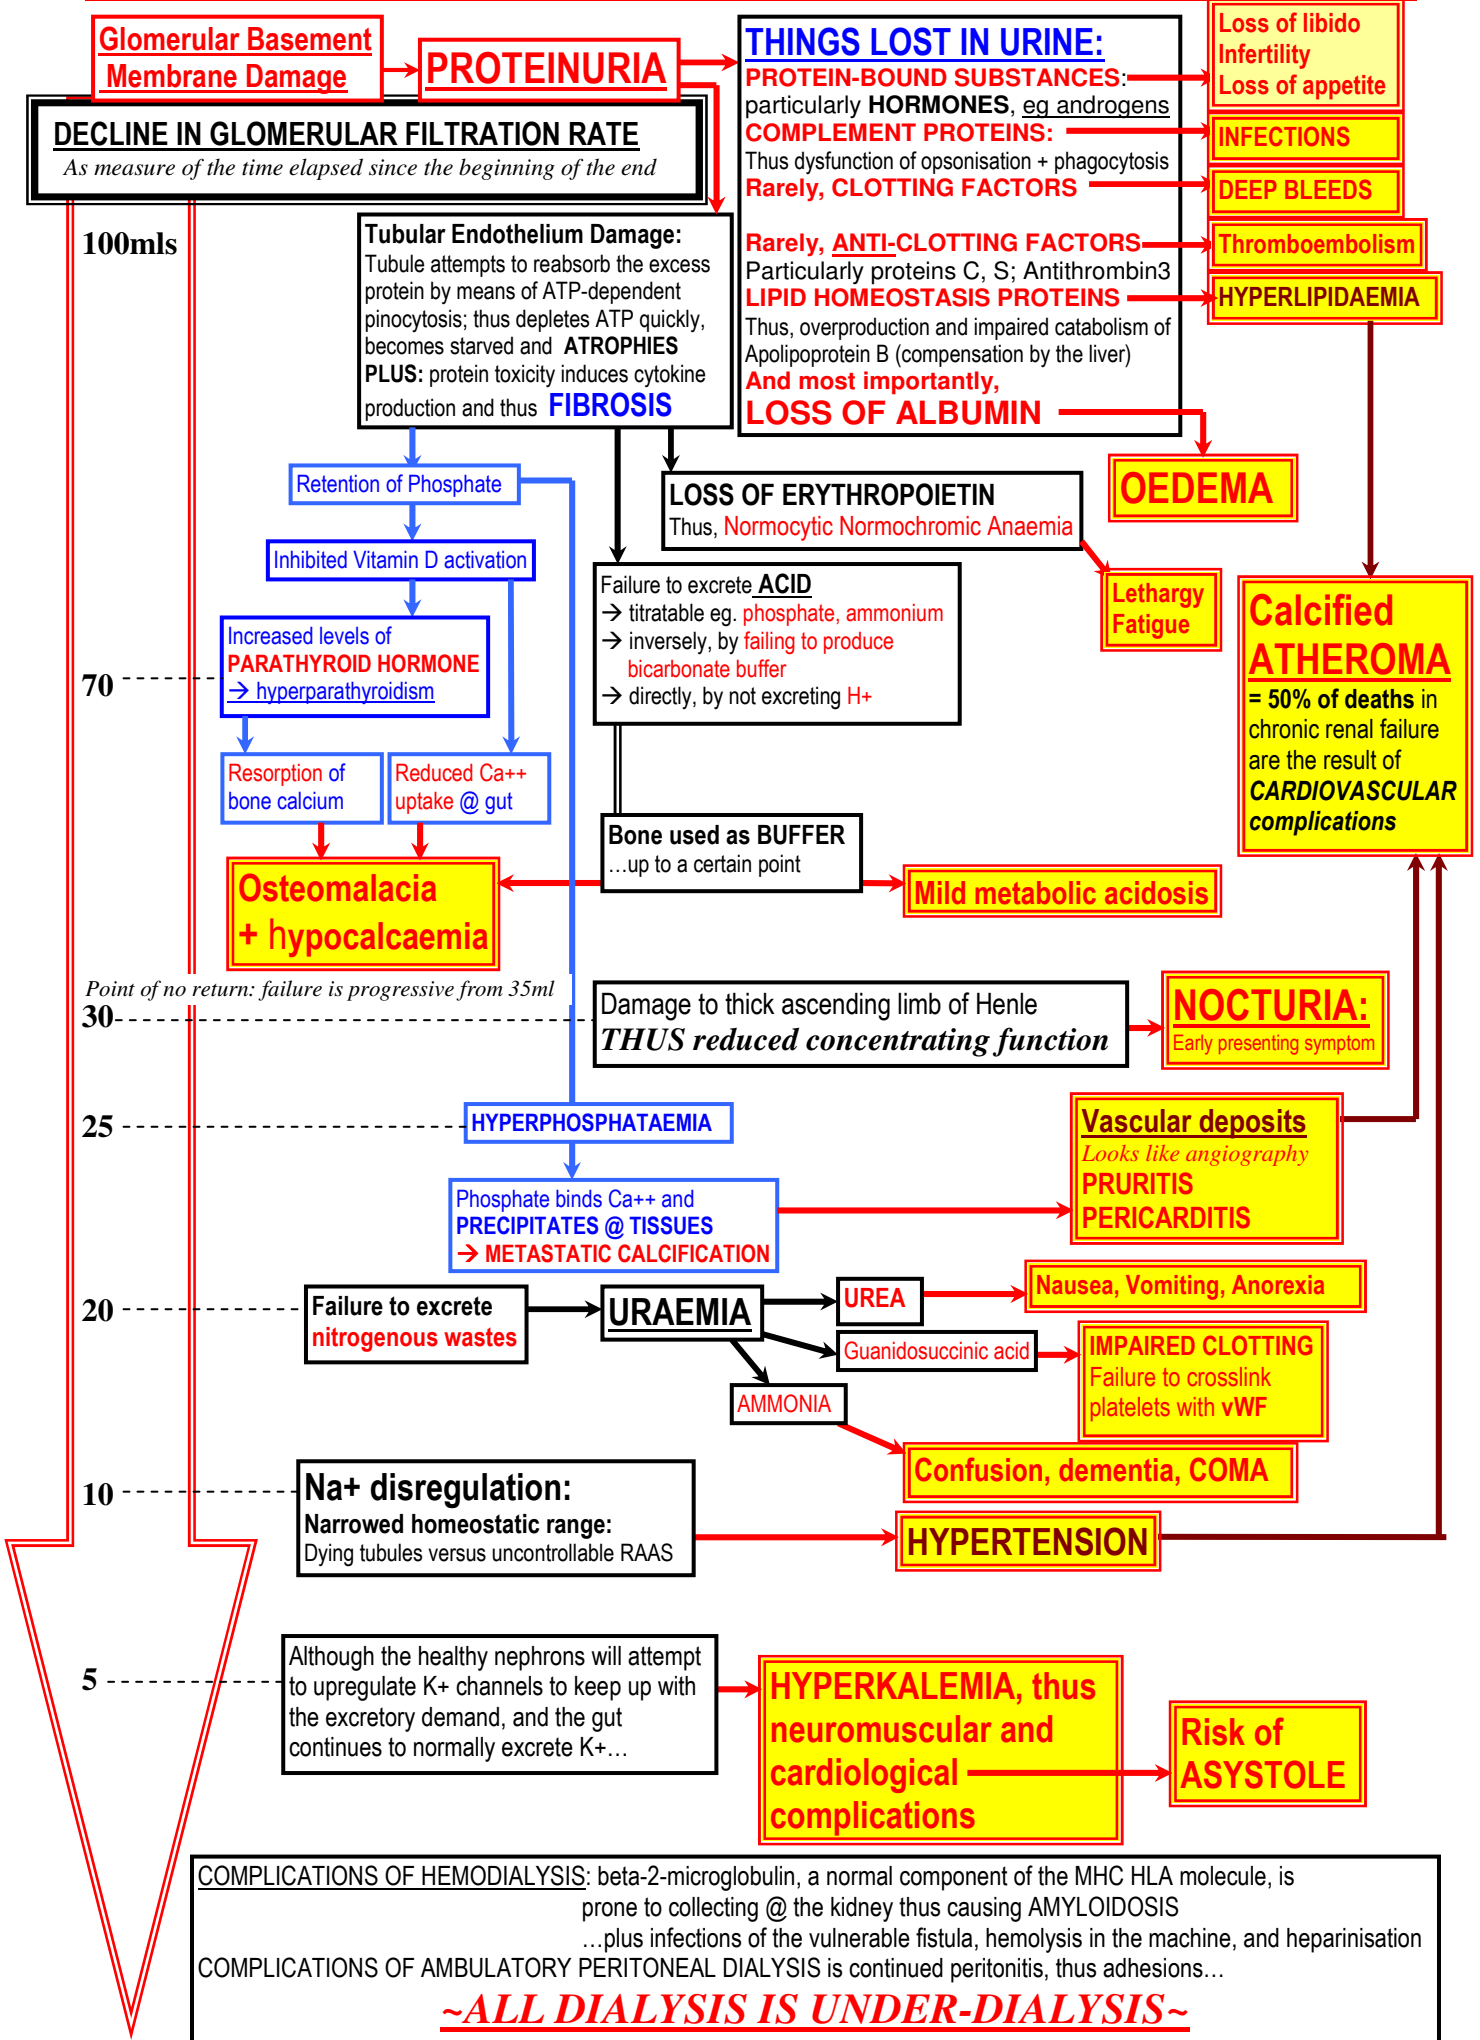 Glomerular Basement
Membrane Damage
PROTEINURIA
THINGS LOST IN URINE:
PROTEIN-BOUND SUBSTANCES:
particularly HORMONES, eg androgens
COMPLEMENT PROTEINS:
Thus dysfunction of opsonisation + phagocytosis
Rarely, CLOTTING FACTORS
Rarely, ANTI-CLOTTING FACTORS
Particularly proteins C, S; Antithrombin3
LIPID HOMEOSTASIS PROTEINS
Thus, overproduction and impaired catabolism of
Apolipoprotein B (compensation by the liver)
And most importantly,
LOSS OF ALBUMIN
Loss of libido
Infertility
Loss of appetite
INFECTIONS
DEEP BLEEDS
Thromboembolism
HYPERLIPIDAEMIA
DECLINE IN GLOMERULAR FILTRATION RATE
As measure of the time elapsed since the beginning of the end
100mls
Tubular Endothelium Damage:
Tubule attempts to reabsorb the excess
protein by means of ATP-dependent
pinocytosis; thus depletes ATP quickly,
becomes starved and ATROPHIES
PLUS: protein toxicity induces cytokine
production and thus FIBROSIS
Retention of Phosphate
LOSS OF ERYTHROPOIETIN
Thus, Normocytic Normochromic Anaemia
OEDEMA
Inhibited Vitamin D activation
Failure to excrete ACID
→ titratable eg. phosphate, ammonium
→ inversely, by failing to produce
bicarbonate buffer
→ directly, by not excreting H+
Lethargy
Fatigue
Calcified
ATHEROMA
= 50% of deaths in
chronic renal failure
are the result of
CARDIOVASCULAR
complications
Increased levels of
PARATHYROID HORMONE
→ hyperparathyroidism
70
Resorption of
bone calcium
Reduced Ca++
uptake @ gut
Bone used as BUFFER
…up to a certain point
Osteomalacia
+ hypocalcaemia
Mild metabolic acidosis
Point of no return: failure is progressive from 35ml
30
Damage to thick ascending limb of Henle
THUS reduced concentrating function
NOCTURIA:
Early presenting symptom
25
HYPERPHOSPHATAEMIA
Vascular deposits
Looks like angiography
PRURITIS
PERICARDITIS
Phosphate binds Ca++ and
PRECIPITATES @ TISSUES
→ METASTATIC CALCIFICATION
20
Failure to excrete
nitrogenous wastes
URAEMIA
UREA
Nausea, Vomiting, Anorexia
Guanidosuccinic acid
IMPAIRED CLOTTING
Failure to crosslink
platelets with vWF
AMMONIA
Confusion, dementia, COMA
10
Na+ disregulation:
Narrowed homeostatic range:
Dying tubules versus uncontrollable RAAS
HYPERTENSION
5
Although the healthy nephrons will attempt
to upregulate K+ channels to keep up with
the excretory demand, and the gut
continues to normally excrete K+…
HYPERKALEMIA, thus
neuromuscular and
cardiological
complications
Risk of
ASYSTOLE
COMPLICATIONS OF HEMODIALYSIS: beta-2-microglobulin, a normal component of the MHC HLA molecule, is
prone to collecting @ the kidney thus causing AMYLOIDOSIS
…plus infections of the vulnerable fistula, hemolysis in the machine, and heparinisation
COMPLICATIONS OF AMBULATORY PERITONEAL DIALYSIS is continued peritonitis, thus adhesions…
~ALL DIALYSIS IS UNDER-DIALYSIS~